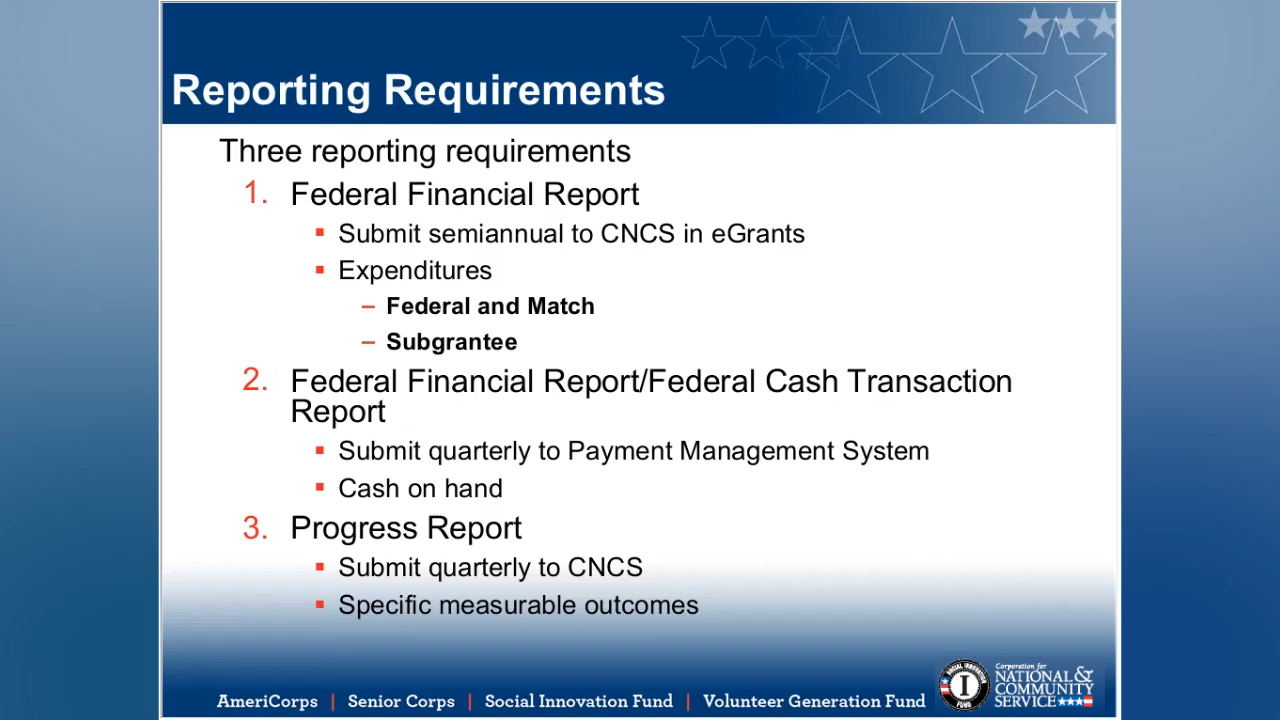 Reporting Requirements
Three reporting requirements
1. Federal Financial Report
▪ Submit semiannual to CNCS in eGrants
▪ Expenditures
– Federal and Match
– Subgrantee
2. Federal Financial Report/Federal Cash Transaction
Report
▪ Submit quarterly to Payment Management System
▪ Cash on hand
3. Progress Report
▪ Submit quarterly to CNCS
▪ Specific measurable outcomes
AmeriCorps | Senior Corps | Social Innovation Fund | Volunteer Generation Fund
SOCIAL INNOVATION
I
FUND
Corporation for
NATIONAL &
COMMUNITY
SERVICE